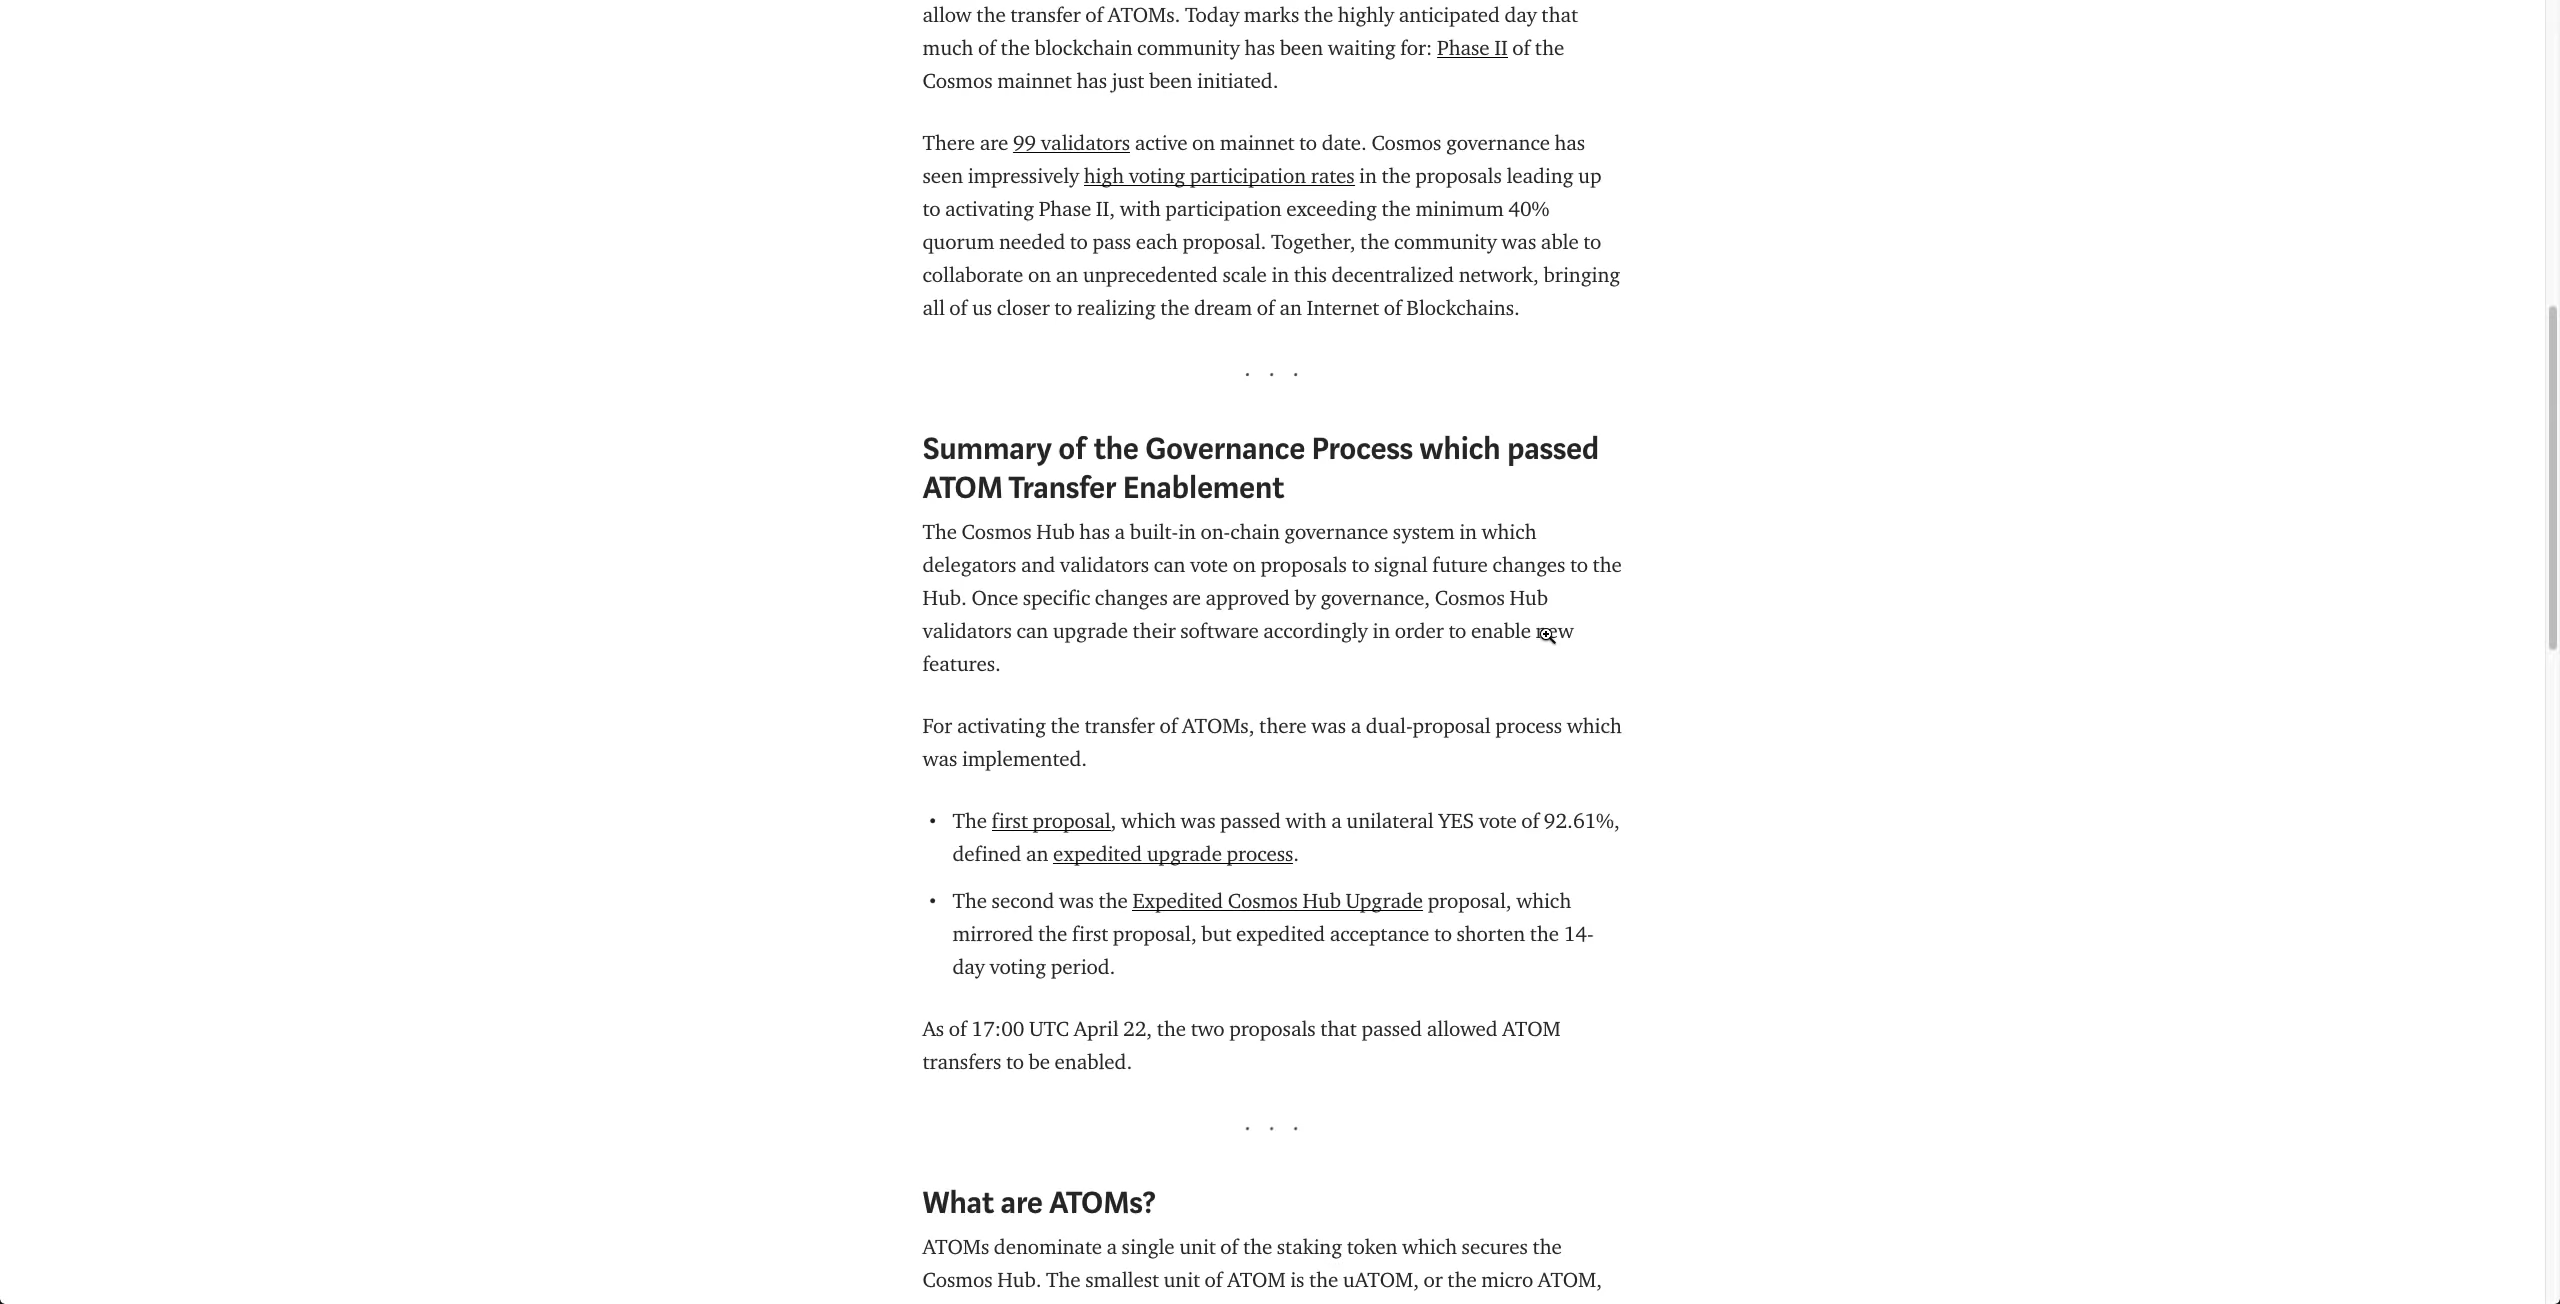 allow the transfer of ATOMs. Today marks the highly anticipated day that
much of the blockchain community has been waiting for: Phase II of the
Cosmos mainnet has just been initiated.
There are 99 validators active on mainnet to date. Cosmos governance has
seen impressively high voting participation rates in the proposals leading up
to activating Phase II, with participation exceeding the minimum 40%
quorum needed to pass each proposal. Together, the community was able to
collaborate on an unprecedented scale in this decentralized network, bringing
all of us closer to realizing the dream of an Internet of Blockchains.
. . .
Summary of the Governance Process which passed
ATOM Transfer Enablement
The Cosmos Hub has a built-in on-chain governance system in which
delegators and validators can vote on proposals to signal future changes to the
Hub. Once specific changes are approved by governance, Cosmos Hub
validators can upgrade their software accordingly in order to enable new
features.
For activating the transfer of ATOMs, there was a dual-proposal process which
was implemented.
• The first proposal, which was passed with a unilateral YES vote of 92.61%,
defined an expedited upgrade process.
• The second was the Expedited Cosmos Hub Upgrade proposal, which
mirrored the first proposal, but expedited acceptance to shorten the 14-
day voting period.
As of 17:00 UTC April 22, the two proposals that passed allowed ATOM
transfers to be enabled.
. . .
What are ATOMs?
ATOMs denominate a single unit of the staking token which secures the
Cosmos Hub. The smallest unit of ATOM is the uATOM, or the micro ATOM,